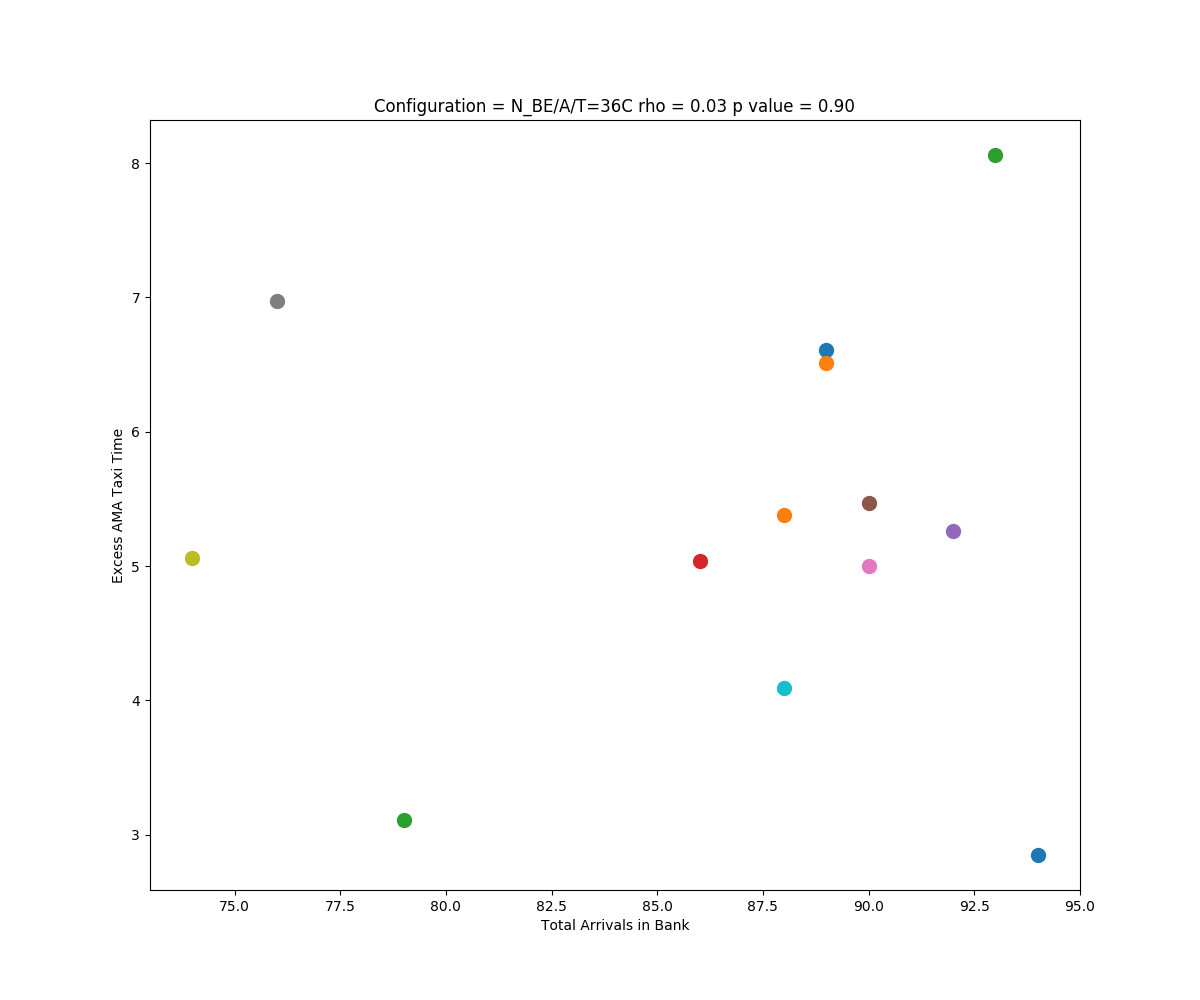 Configuration = N_BE/A/T=36C rho = 0.03 p value = 0.90
8
7
6
5
4
3
Excess AMA Taxi Time
75.0 77.5 80.0 82.5 85.0 87.5 90.0 92.5 95.0
Total Arrivals in Bank